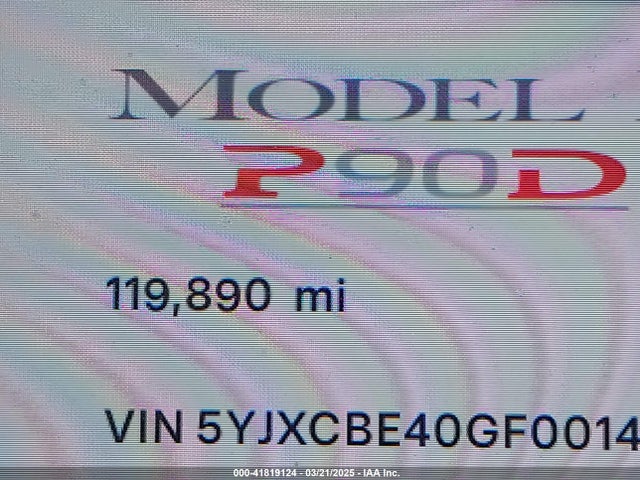 MODEL
P90D
119,890 mi
VIN 5YJXCBE40GF0014
000-41819124 - 03/21/2025 - IAA Inc.